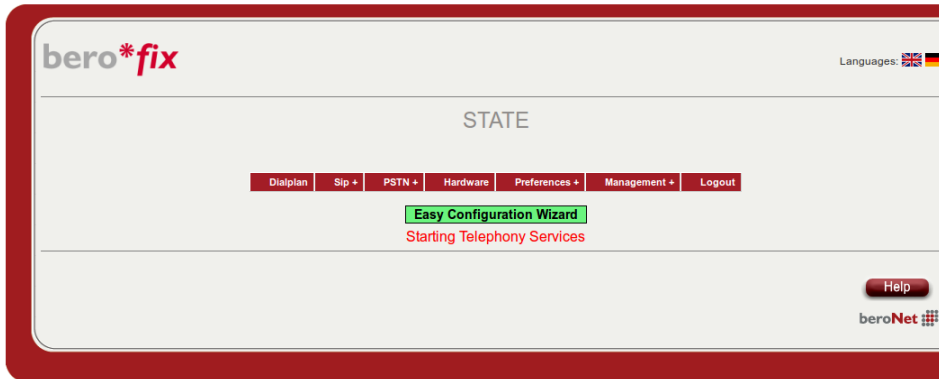 bero*fix
Languages:
STATE
Dialplan Sip + PSTN + Hardware Preferences + Management + Logout
Easy Configuration Wizard
Starting Telephony Services
Help
beroNet